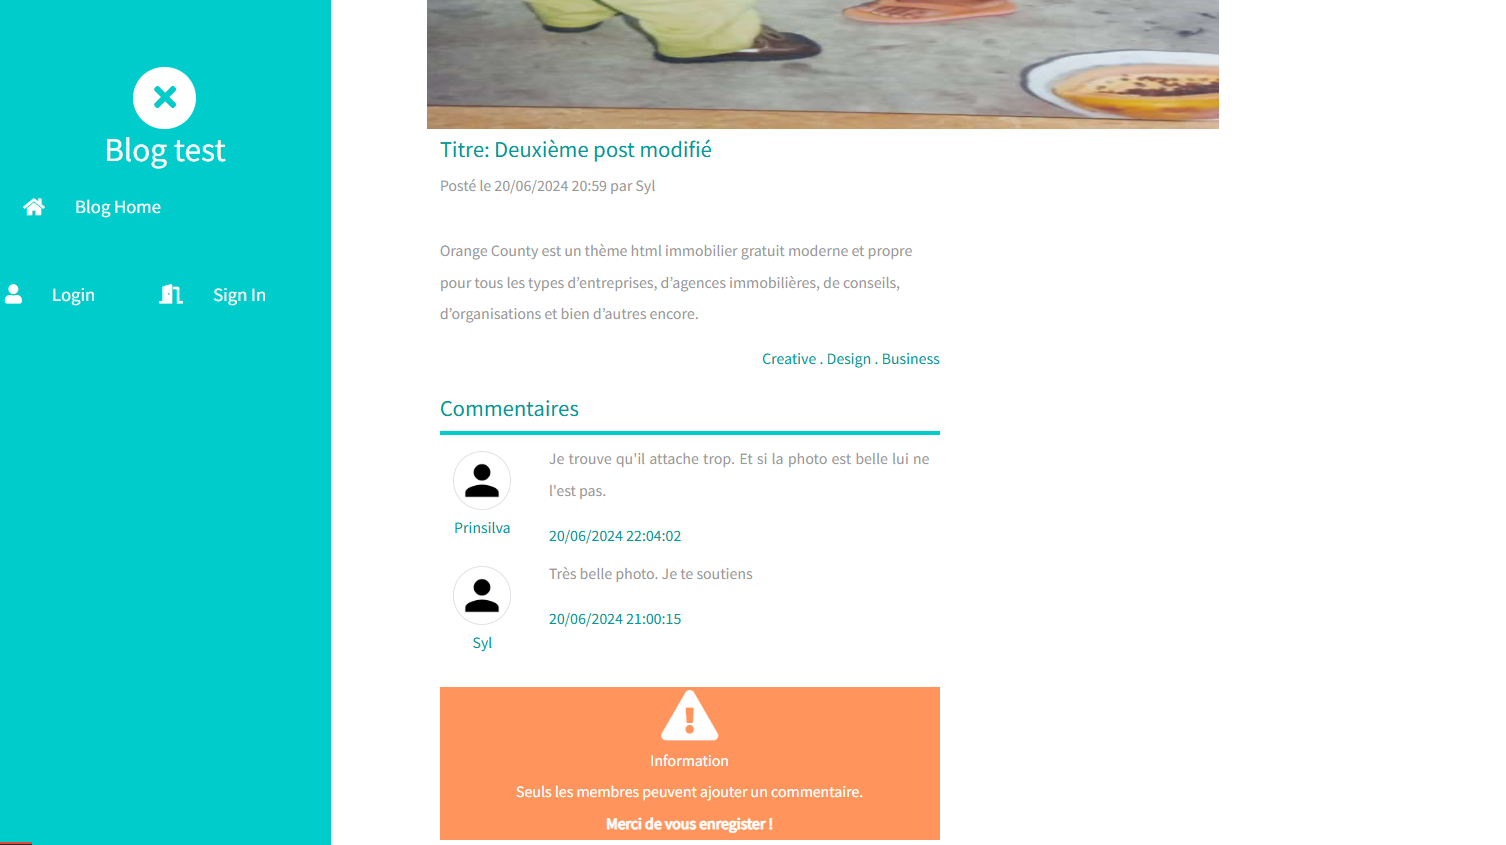 Blog test
Blog Home
Login
Sign In
Titre: Deuxième post modifié
Posté le 20/06/2024 20:59 par Syl
Orange County est un thème html immobilier gratuit moderne et propre
pour tous les types d’entreprises, d’agences immobilières, de conseils,
d’organisations et bien d’autres encore.
Creative . Design . Business
Commentaires
Je trouve qu'il attache trop. Et si la photo est belle lui ne
l'est pas.
Prinsilva
20/06/2024 22:04:02
Très belle photo. Je te soutiens
20/06/2024 21:00:15
Syl
Information
Seuls les membres peuvent ajouter un commentaire.
Merci de vous enregister !